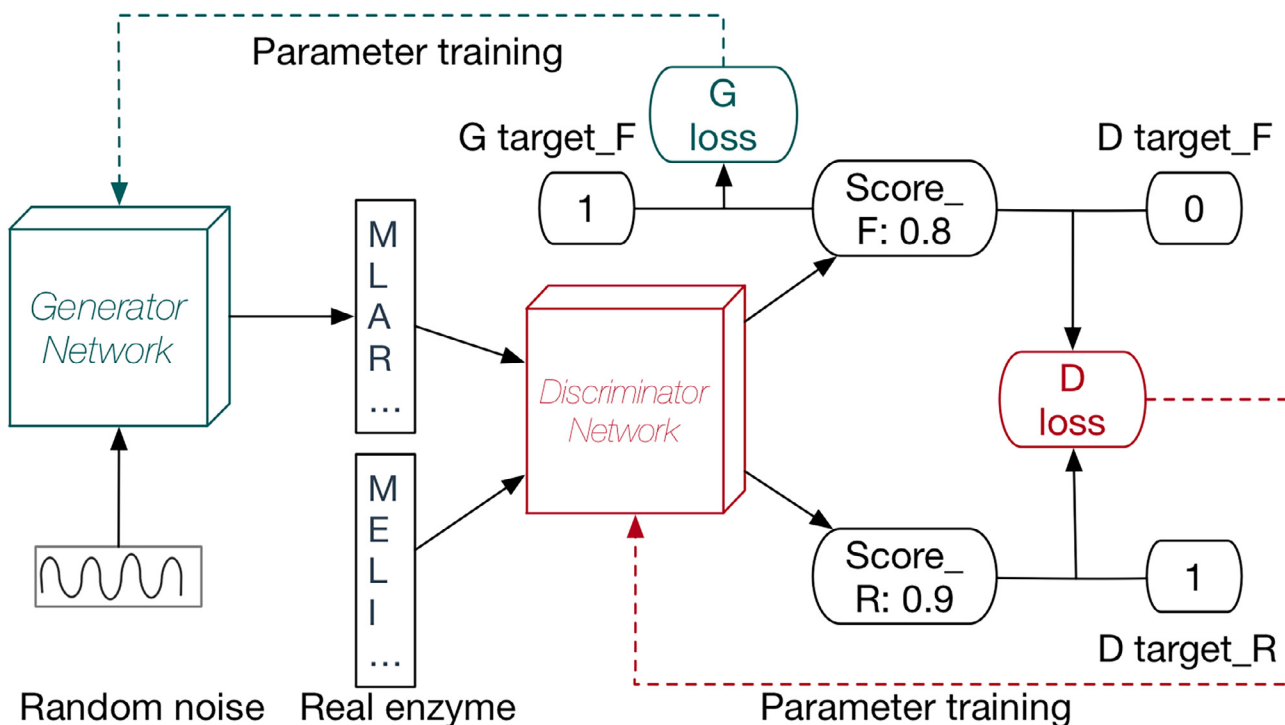 Parameter training
G
loss
G target_F
D target_F
1
Score_
F: 0.8
0
Generator
Network
M
L
A
R
...
Discriminator
Network
D
loss
M
E
L
I
...
Score_
R: 0.9
1
D target_R
Random noise
Real enzyme
Parameter training